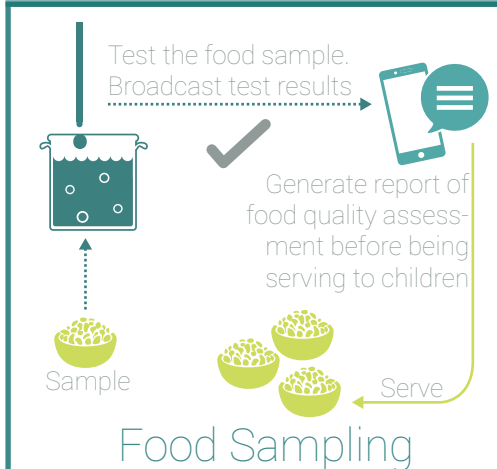 Test the food sample.
Broadcast test results
Generate report of
food quality assess-
ment before being
serving to children
Sample
Serve
Food Sampling